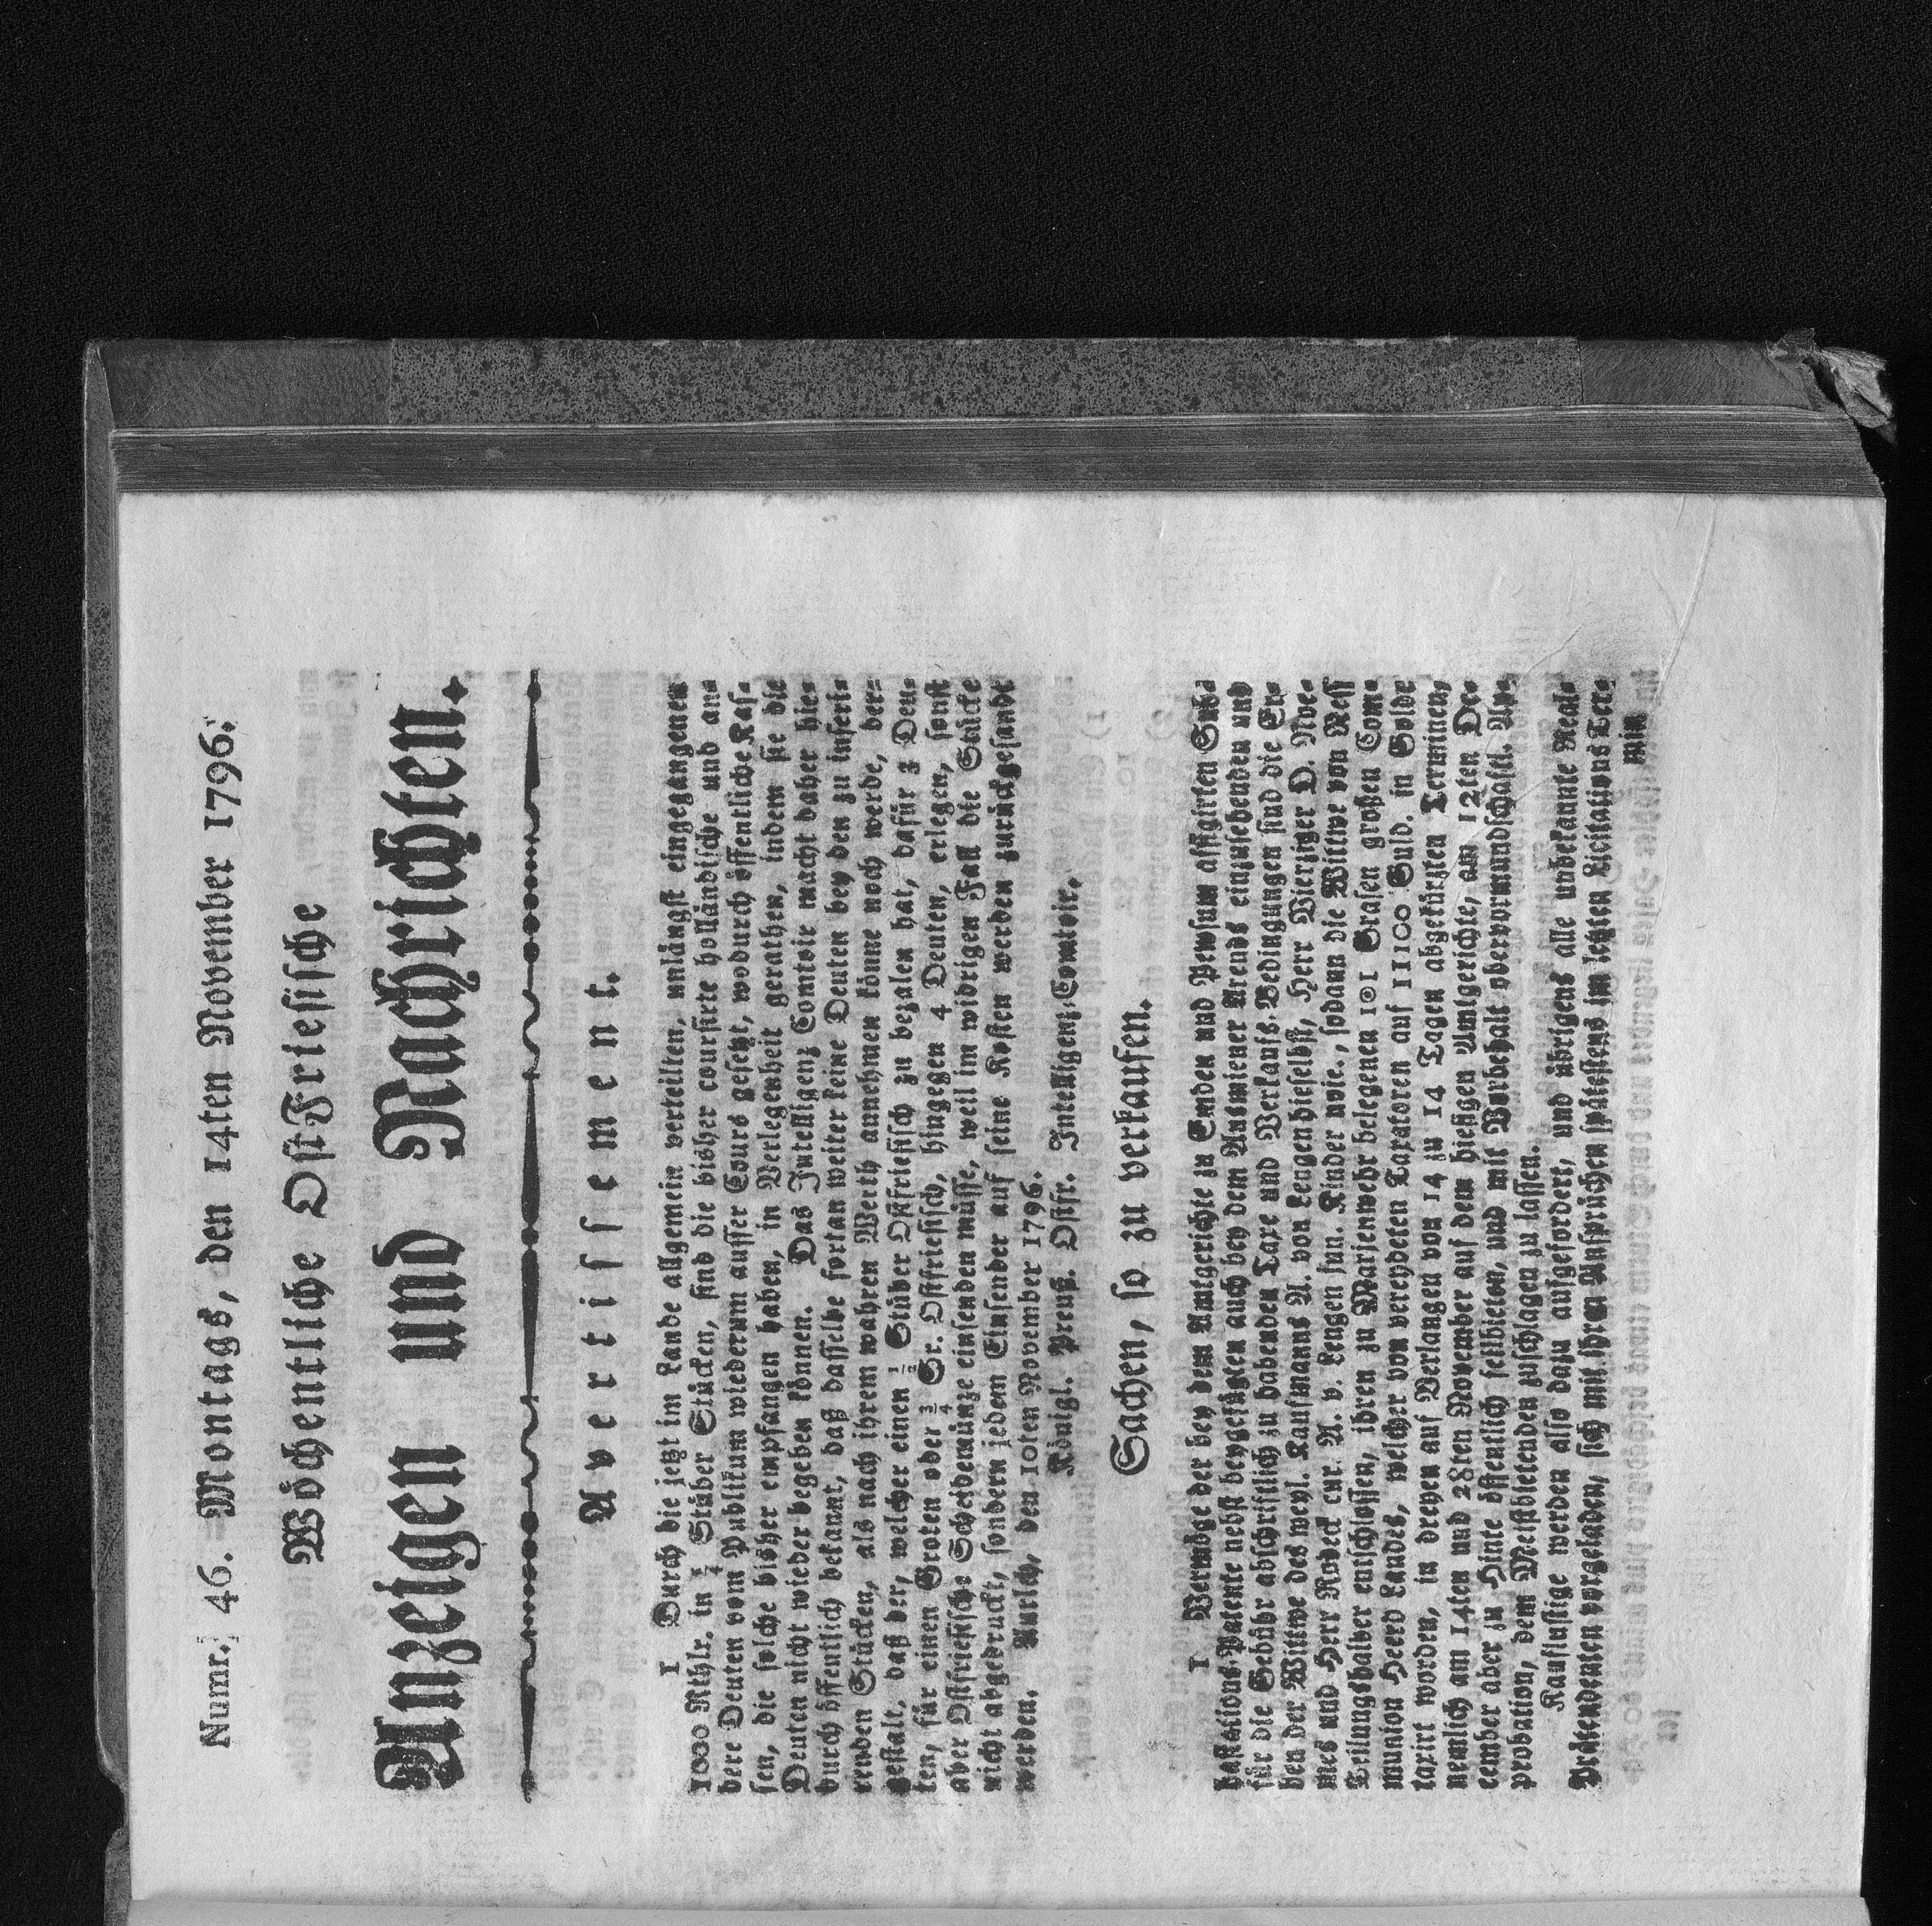 Numr. 46. Montags, den 14ten November 1796.
Wöchentliche OstFriesische
Anzeigen und Nachrichten.
Avertissement.
1 Durch die jetzt im Lande allgemein verteilten, unlängst eingegangenen
1000 Rthlr. in ¼ Stüber Stücken, sind die bisher coursirte holländische und an-
dere Deuten vom Publikum wiederum ausser Cours gesetzt, wodurch öffentliche Kas-
sen, die solche bisher empfangen haben, in Verlegenheit gerathen, indem sie die
Deuten nicht wieder begeben können. Das Intelligenz Comtoir macht daher hie-
durch öffentlich bekannt, daß dasselbe fortan weiter keine Deuten bey den zu inseri-
renden Stücken, als nach ihrem wahren Werth annehmen könne noch werde, der-
gestalt, daß der, welcher einen ½ Stüber Ostfriesisch zu bezalen hat, dafür 3 Deu-
ten, für einen Groten oder ¾ Gr. Ostfriesisch, hingegen 4 Deuten, erlegen, sonst
aber Ostfriesische Scheidemünze einsenden müsse, weil im widrigen Fall die Stücke
nicht abgedruckt, sondern jedem Einsender auf seine Kosten werden zurückgesandt
werden. Aurich, den 10ten November 1796.
Königl. Preuß. Ostfr. Intelligenz-Comtoir.
Sachen, so zu verkaufen.
1 Vermöge der bey dem Amtgerichte zu Emden und Pewsum affigirten Sub-
hastations-Patente nebst beygefügten auch bey dem Ausmiener Arends einzusehenden und
für die Gebühr abschriftlich zu habenden Taxe und Verkaufs-Bedingungen sind die Er-
ben der Wittwe des weyl. Kaufmanns A. von Lengen hieselbst, Herr Vierziger D. Nöe-
mes und Herr Robeck cur. A. v. Lengen jun. Kinder noie., sodann die Wittwe von Ness
Teilungshalber entschlossen, ihren zu Marienwehr belegenen 101 Grasen großen Com-
munion Heerd Landes, welcher von vereydeten Taxatoren auf 11100 Guld. in Golde
taxirt worden, in dreyen auf Verlangen von 14 zu 14 Tagen abgekürzten Terminen,
nemlich am 14ten und 28ten November auf dem hiesigen Amtgerichte, am 12ten De-
cember aber zu Hinte öffentlich feilbieten, und mit Vorbehalt obervormundschaftl. Ap-
probation, dem Meistbietenden zuschlagen zu lassen.
Kauflustige werden also dazu aufgefordert, und übrigens alle unbekannte Real-
Prätendenten vorgeladen, sich mit ihren Ansprüchen spätestens im letzten Licitations Ter-
min